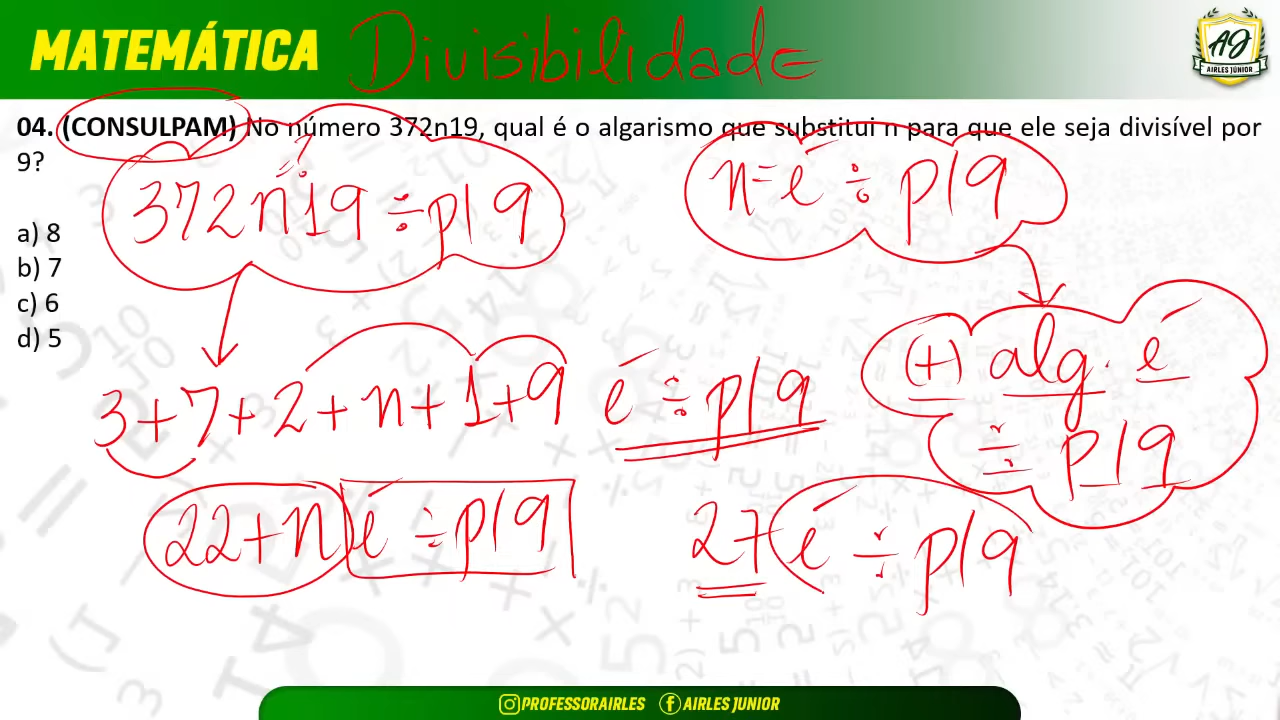 MATEMÁTICA Divisibilidade
AJ
AIRLES JÚNIOR
04. (CONSULPAM) No número 372n19, qual é o algarismo que substitui n para que ele seja divisível por
9?
372n19 ÷ p/ 9
n= é ÷ p/ 9
a) 8
b) 7
c) 6
d) 5
(+) alg. é
÷ p/ 9
3+7+2+n+1+9 é ÷ p/ 9
22+n é ÷ p/ 9
27 é ÷ p/ 9
PROFESSORAIRLES AIRLES JUNIOR